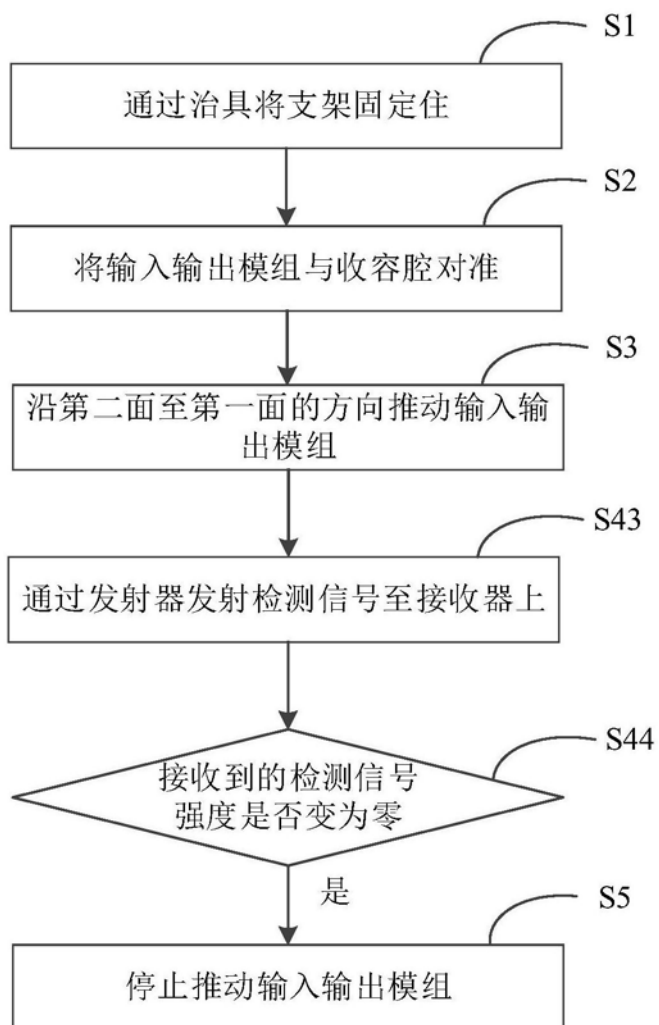 S1
通过治具将支架固定住
S2
将输入输出模组与收容腔对准
S3
沿第二面至第一面的方向推动输入输
出模组
S43
通过发射器发射检测信号至接收器上
S44
接收到的检测信号
强度是否变为零
是
S5
停止推动输入输出模组